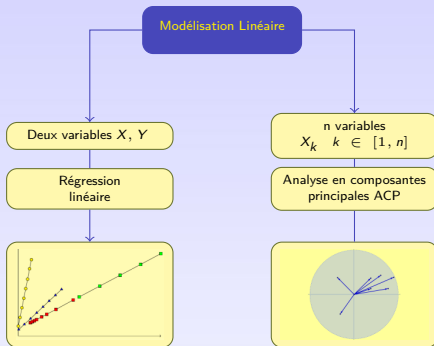 Modélisation Linéaire
Deux variables X, Y
Régression
linéaire
n variables
X_k k ∈ [1, n]
Analyse en composantes
principales ACP